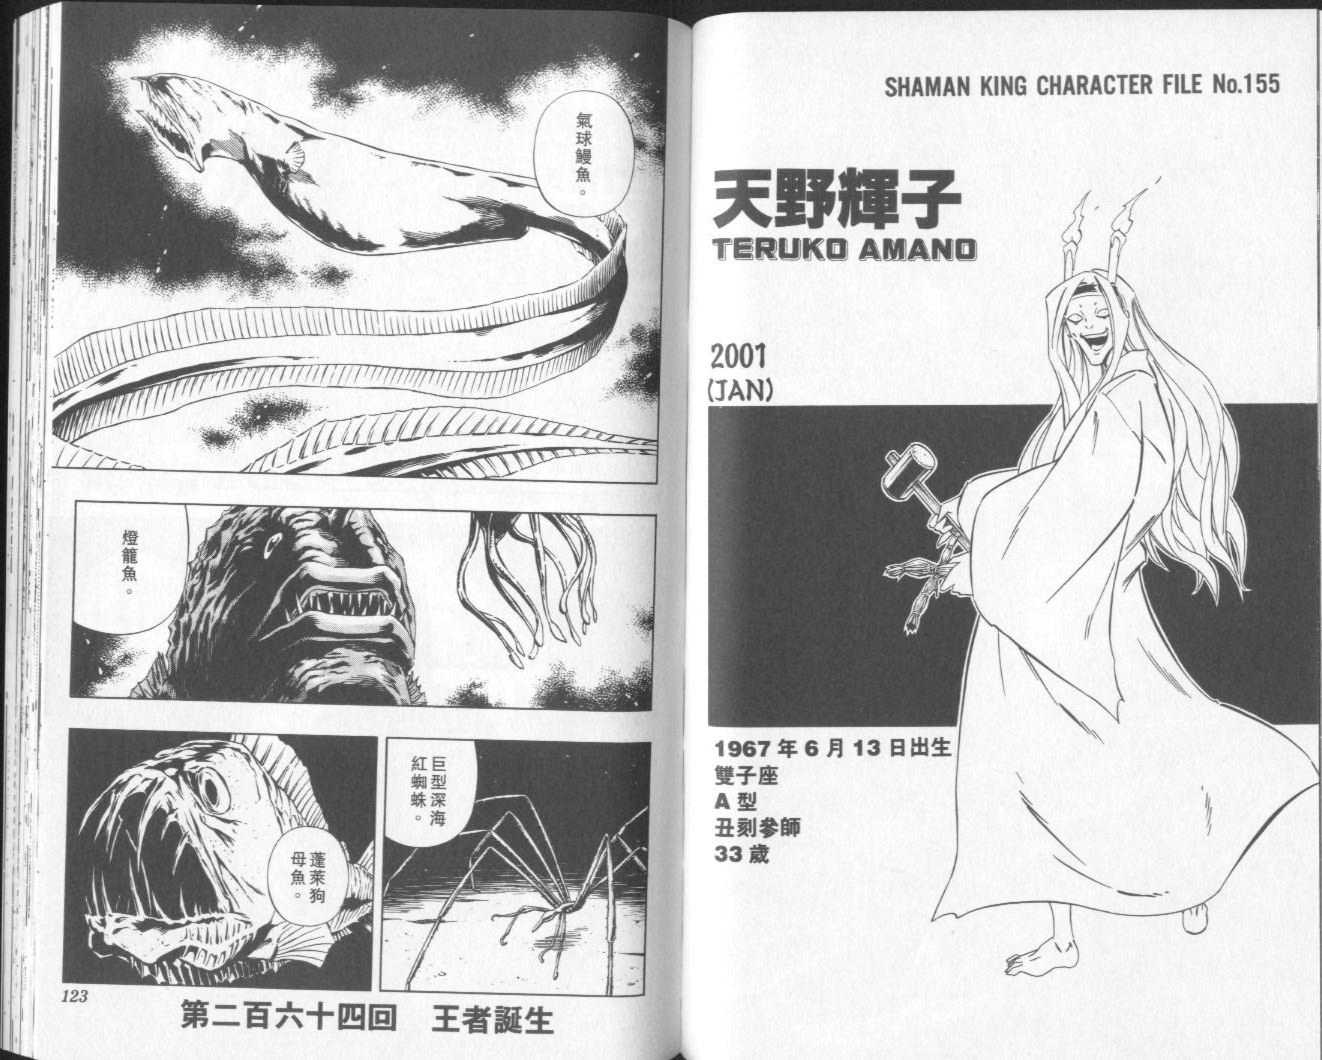 氣球鰻魚。
燈籠魚。
巨型深海
紅蜘蛛。
蓬萊狗
母魚。
123
第二百六十四回 王者誕生
SHAMAN KING CHARACTER FILE No.155
天野輝子
TERUKO AMANO
2001
(JAN)
1967年6月13日出生
雙子座
A型
丑刻參師
33歲